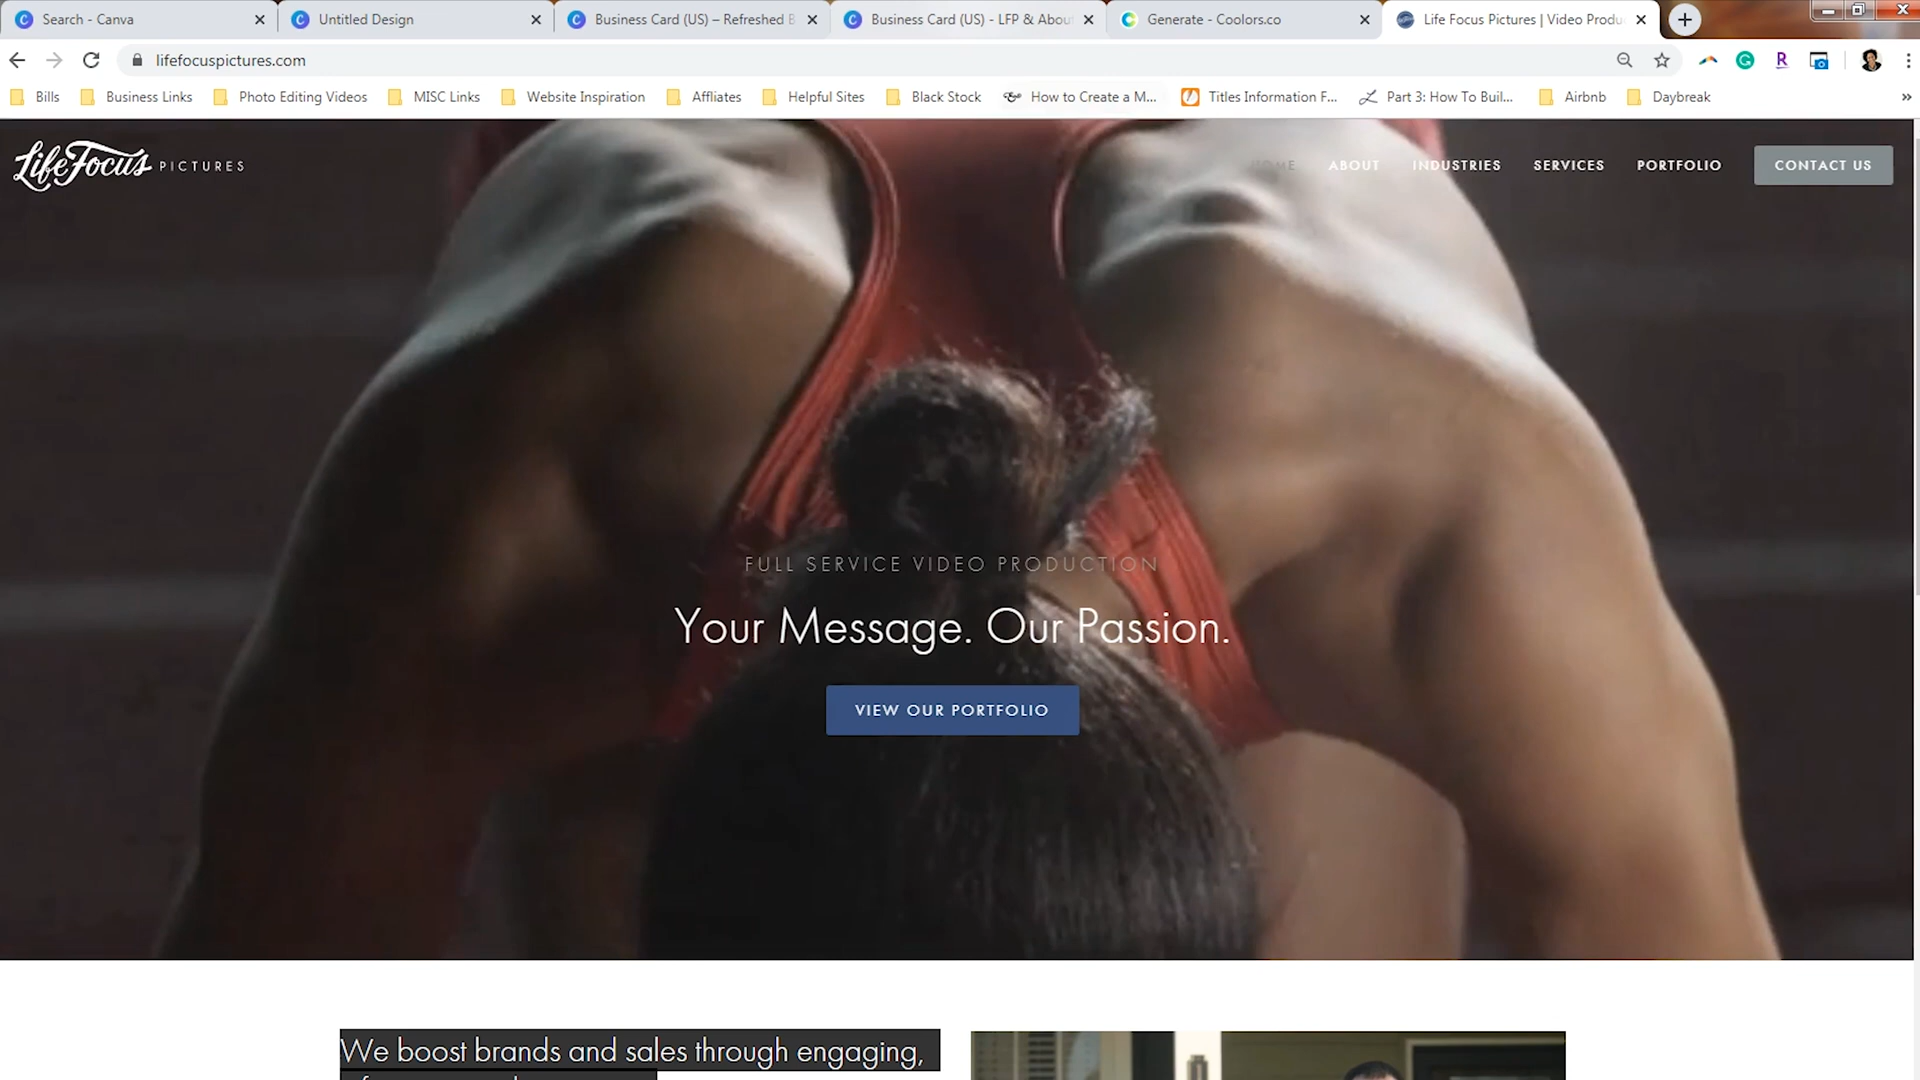 Search - Canva
Untitled Design
Business Card (US) – Refreshed B
Business Card (US) - LFP & Abou
Generate - Coolors.co
Life Focus Pictures | Video Produ
lifefocuspictures.com
Bills
Business Links
Photo Editing Videos
MISC Links
Website Inspiration
Affliates
Helpful Sites
Black Stock
How to Create a M...
Titles Information F...
Part 3: How To Buil...
Airbnb
Daybreak
Life Focus PICTURES
HOME
ABOUT
INDUSTRIES
SERVICES
PORTFOLIO
CONTACT US
FULL SERVICE VIDEO PRODUCTION
Your Message. Our Passion.
VIEW OUR PORTFOLIO
We boost brands and sales through engaging,